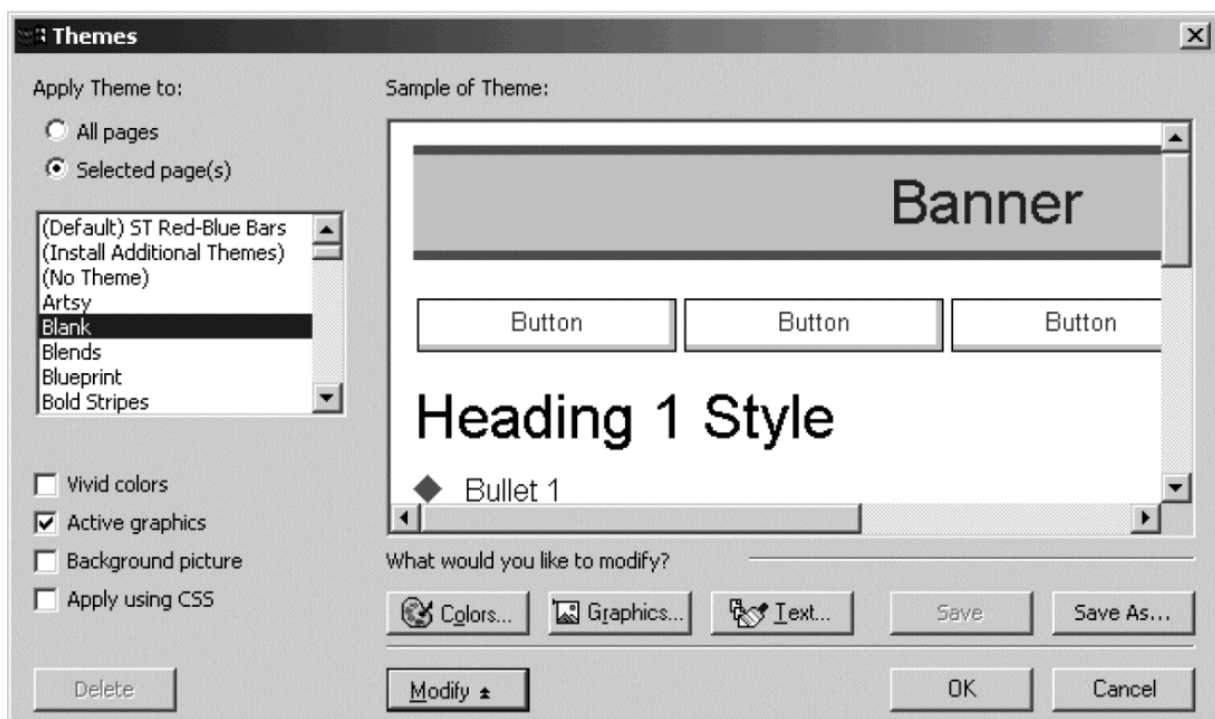 Themes
Apply Theme to:
All pages
Selected page(s)
(Default) ST Red-Blue Bars
(Install Additional Themes)
(No Theme)
Artsy
Blank
Blends
Blueprint
Bold Stripes
Vivid colors
Active graphics
Background picture
Apply using CSS
Delete
Sample of Theme:
Banner
Button Button Button
Heading 1 Style
Bullet 1
What would you like to modify?
Colors... Graphics... Text... Save Save As...
Modify OK Cancel